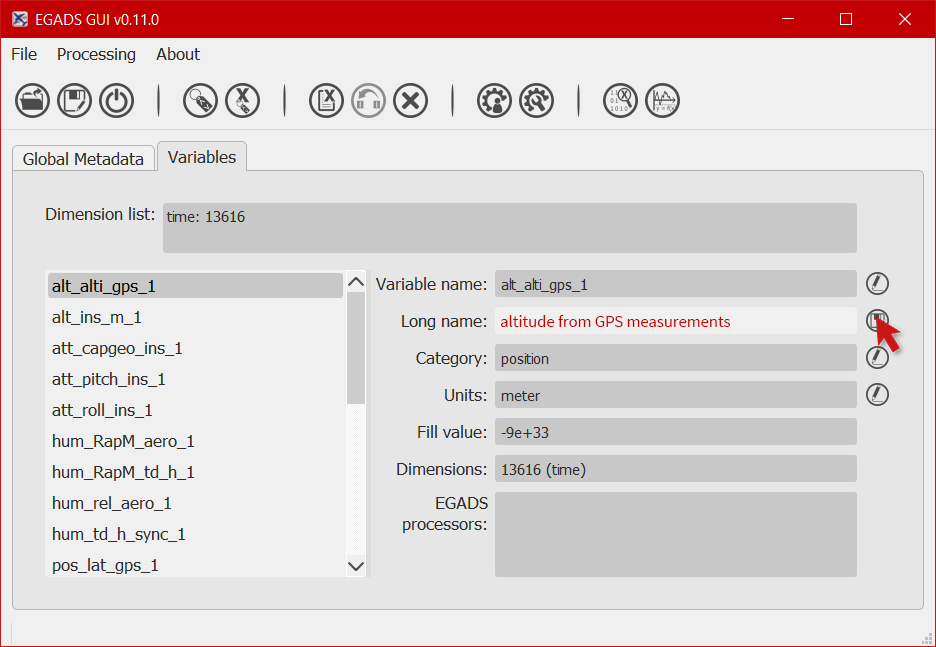 EGADS GUI v0.11.0
File Processing About
Global Metadata Variables
Dimension list: time: 13616
alt_alti_gps_1
alt_ins_m_1
att_capgeo_ins_1
att_pitch_ins_1
att_roll_ins_1
hum_RapM_aero_1
hum_RapM_td_h_1
hum_rel_aero_1
hum_td_h_sync_1
pos_lat_gps_1
Variable name: alt_alti_gps_1
Long name: altitude from GPS measurements
Category: position
Units: meter
Fill value: -9e+33
Dimensions: 13616 (time)
EGADS
processors: